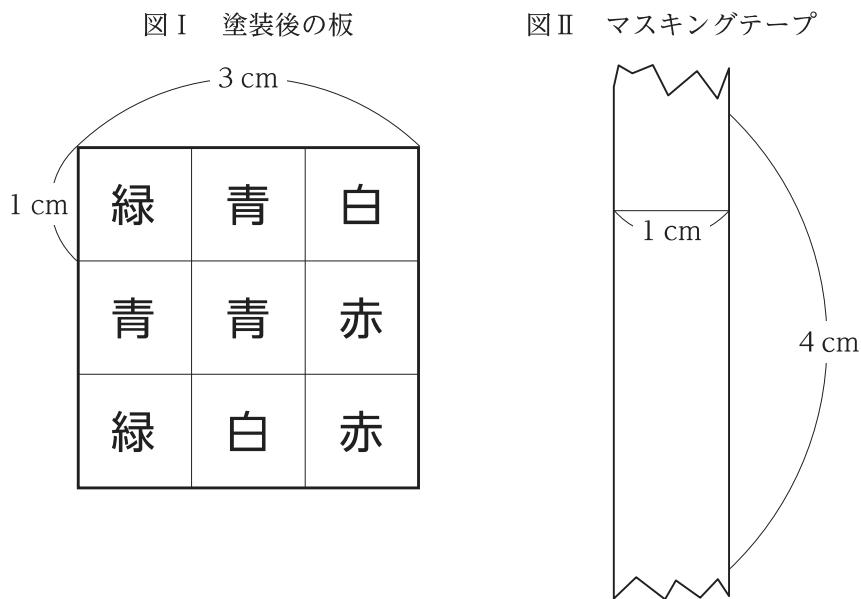 図Ⅰ 塗装後の板
3 cm
1 cm
緑 青 白
青 青 赤
緑 白 赤
図Ⅱ マスキングテープ
1 cm
4 cm